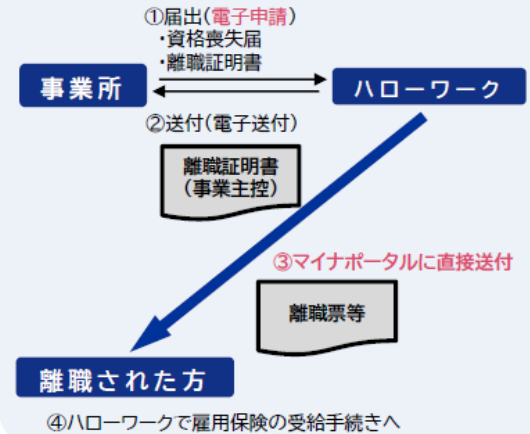 ①届出(電子申請)
・資格喪失届
・離職証明書
事業所
ハローワーク
②送付(電子送付)
離職証明書
(事業主控)
③マイナポータルに直接送付
離職票等
離職された方
④ハローワークで雇用保険の受給手続きへ